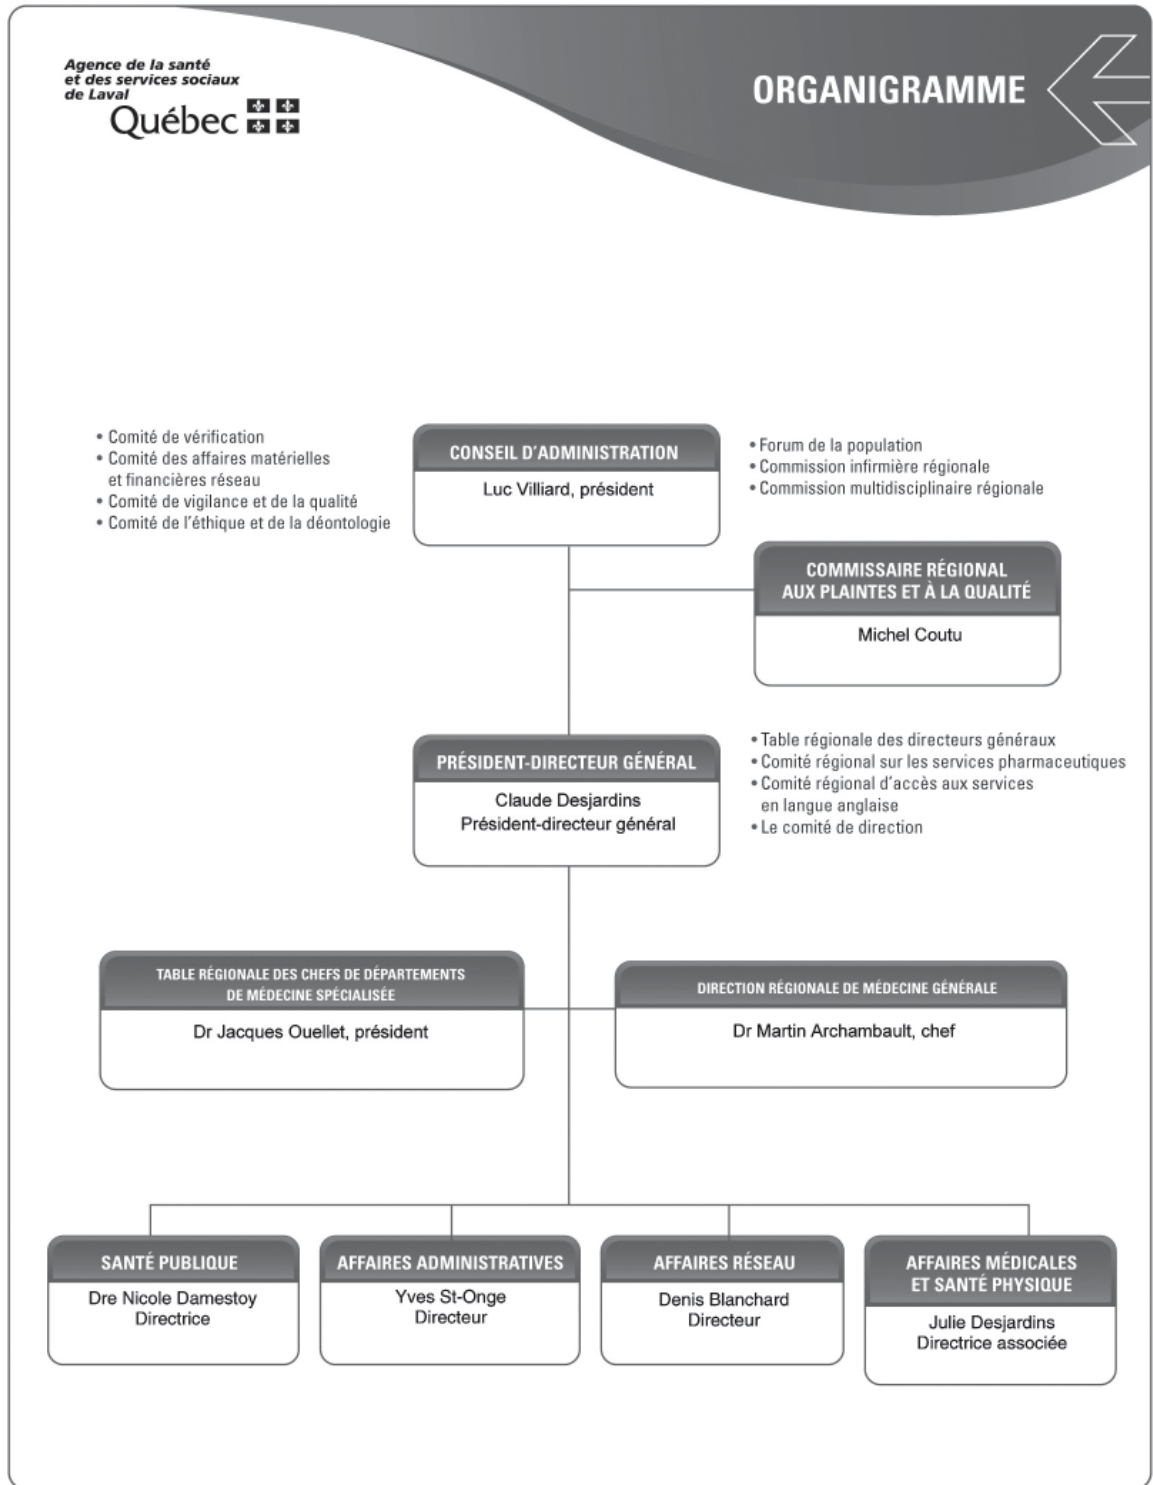 Agence de la santé
et des services sociaux
de Laval
Québec
ORGANIGRAMME
• Comité de vérification
• Comité des affaires matérielles
et financières réseau
• Comité de vigilance et de la qualité
• Comité de l'éthique et de la déontologie
CONSEIL D'ADMINISTRATION
Luc Villiard, président
• Forum de la population
• Commission infirmière régionale
• Commission multidisciplinaire régionale
COMMISSAIRE RÉGIONAL
AUX PLAINTES ET À LA QUALITÉ
Michel Coutu
PRÉSIDENT-DIRECTEUR GÉNÉRAL
Claude Desjardins
Président-directeur général
• Table régionale des directeurs généraux
• Comité régional sur les services pharmaceutiques
• Comité régional d'accès aux services
en langue anglaise
• Le comité de direction
TABLE RÉGIONALE DES CHEFS DE DÉPARTEMENTS
DE MÉDECINE SPÉCIALISÉE
Dr Jacques Ouellet, président
DIRECTION RÉGIONALE DE MÉDECINE GÉNÉRALE
Dr Martin Archambault, chef
SANTÉ PUBLIQUE
Dre Nicole Damestoy
Directrice
AFFAIRES ADMINISTRATIVES
Yves St-Onge
Directeur
AFFAIRES RÉSEAU
Denis Blanchard
Directeur
AFFAIRES MÉDICALES
ET SANTÉ PHYSIQUE
Julie Desjardins
Directrice associée